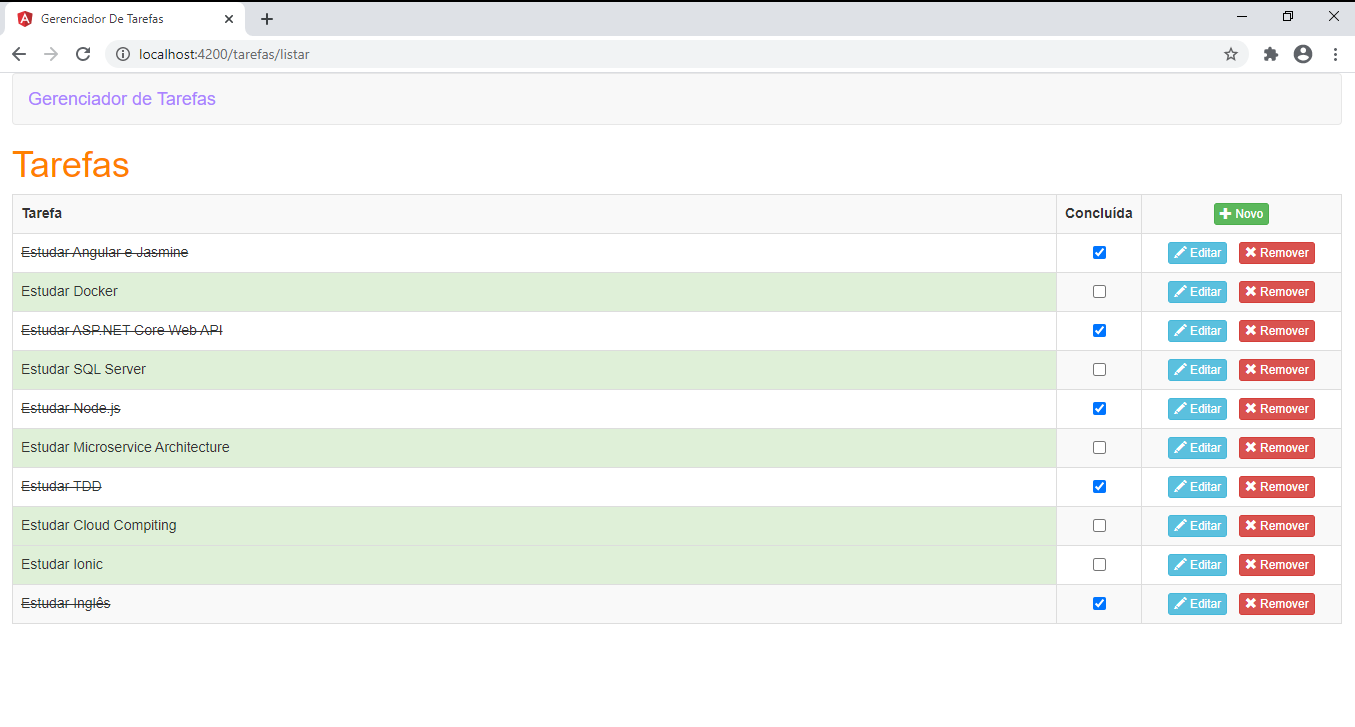 Gerenciador De Tarefas
localhost:4200/tarefas/listar
Gerenciador de Tarefas
Tarefas
Tarefa Concluída Novo
Estudar Angular e Jasmine Editar Remover
Estudar Docker Editar Remover
Estudar ASP.NET Core Web API Editar Remover
Estudar SQL Server Editar Remover
Estudar Node.js Editar Remover
Estudar Microservice Architecture Editar Remover
Estudar TDD Editar Remover
Estudar Cloud Compiting Editar Remover
Estudar Ionic Editar Remover
Estudar Inglês Editar Remover